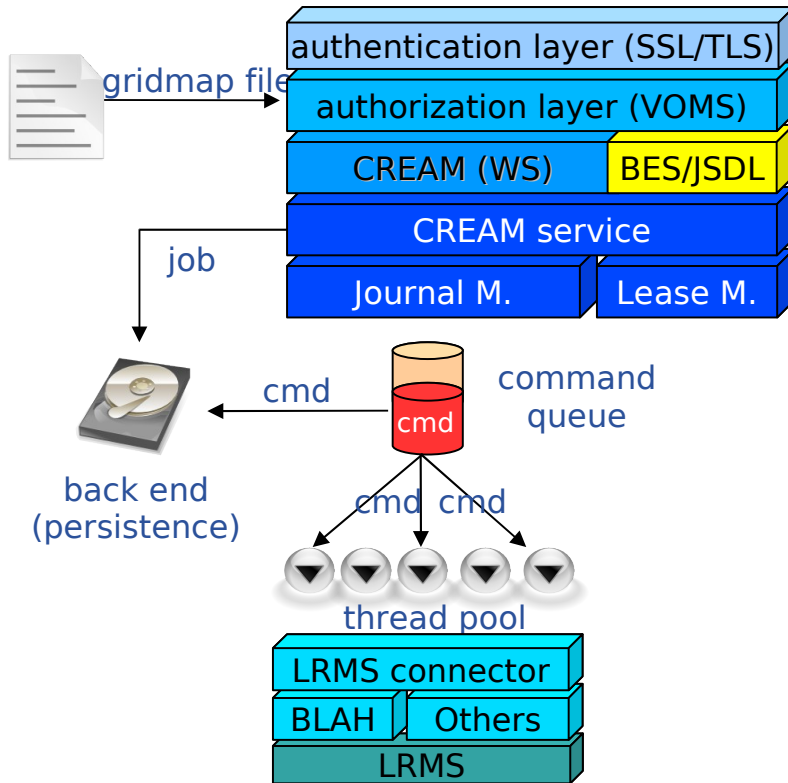 authentication layer (SSL/TLS)
gridmap file
authorization layer (VOMS)
CREAM (WS)
BES/JSDL
CREAM service
job
Journal M.
Lease M.
cmd
cmd
command
queue
back end
(persistence)
cmd
cmd
thread pool
LRMS connector
BLAH
Others
LRMS